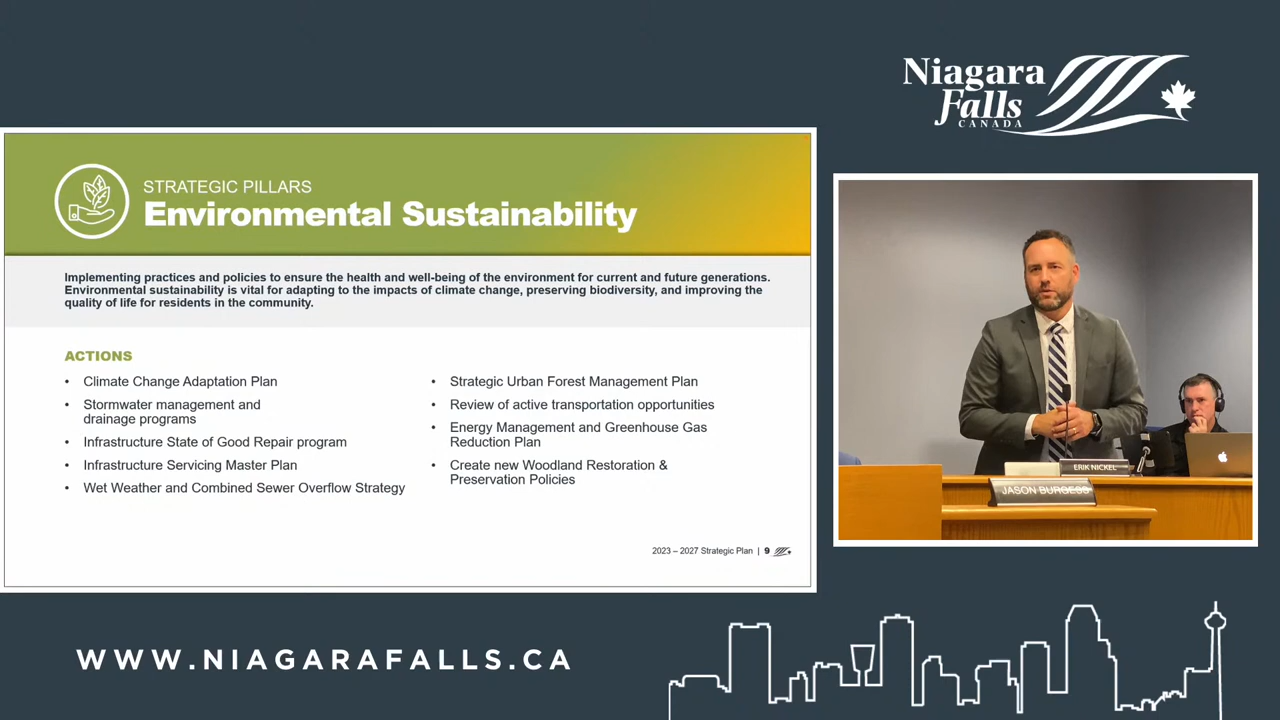 Niagara
Falls
CANADA
STRATEGIC PILLARS
Environmental Sustainability
Implementing practices and policies to ensure the health and well-being of the environment for current and future generations.
Environmental sustainability is vital for adapting to the impacts of climate change, preserving biodiversity, and improving the
quality of life for residents in the community.
ACTIONS
• Climate Change Adaptation Plan
• Stormwater management and
drainage programs
• Infrastructure State of Good Repair program
• Infrastructure Servicing Master Plan
• Wet Weather and Combined Sewer Overflow Strategy
• Strategic Urban Forest Management Plan
• Review of active transportation opportunities
• Energy Management and Greenhouse Gas
Reduction Plan
• Create new Woodland Restoration &
Preservation Policies
2023 – 2027 Strategic Plan | 9
ERIK NICKEL
JASON BURGESS
WWW.NIAGARAFALLS.CA